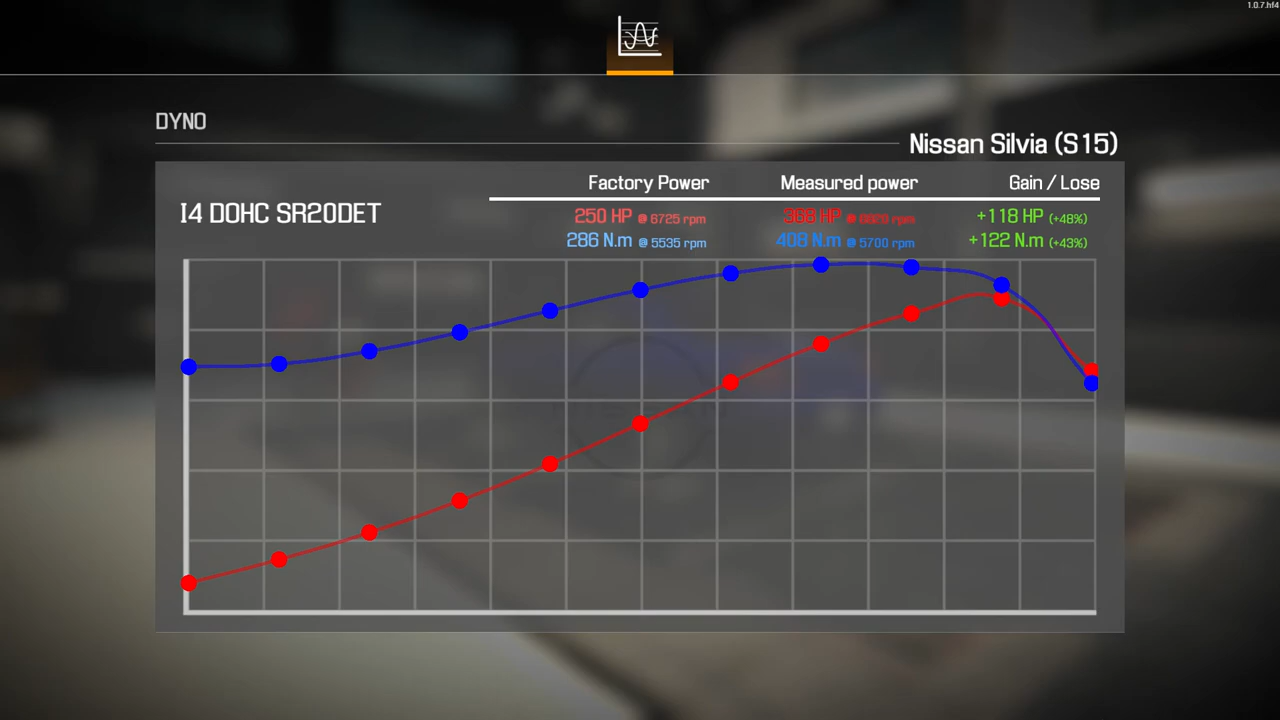 1.0.7.hf4
DYNO
Nissan Silvia (S15)
Factory Power Measured power Gain / Lose
I4 DOHC SR20DET
250 HP @ 6725 rpm 368 HP @ rpm +118 HP (+48%)
286 N.m @ 5535 rpm 408 N.m @ 5700 rpm +122 N.m (+43%)